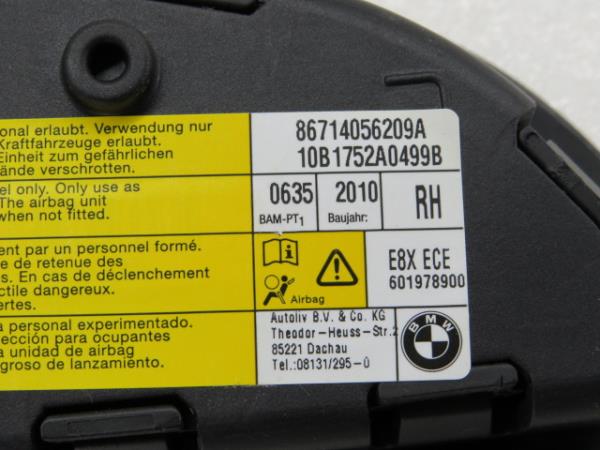 onal erlaubt. Verwendung nur
Kraftfahrzeuge erlaubt.
Einheit zum gefährlichen
ände verschrotten.
86714056209A
10B1752A0499B
el only. Only use as
The airbag unit
when not fitted.
0635
BAM-PT1
2010
Baujahr:
RH
ent par un personnel formé.
e de retenue des
s. En cas de déclenchement
ctile dangereux.
ertes.
Airbag
E8X ECE
601978900
a personal experimentado.
rección para ocupantes
a unidad de airbag
groso de lanzamiento.
Autoliv B.V. & Co. KG
Theodor-Heuss-Str.2
85221 Dachau
Tel.:08131/295-0
BMW